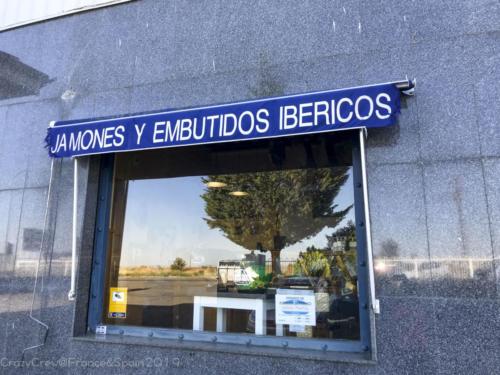 JAMONES Y EMBUTIDOS IBERICOS
CrazyCrew@France&Spain2019